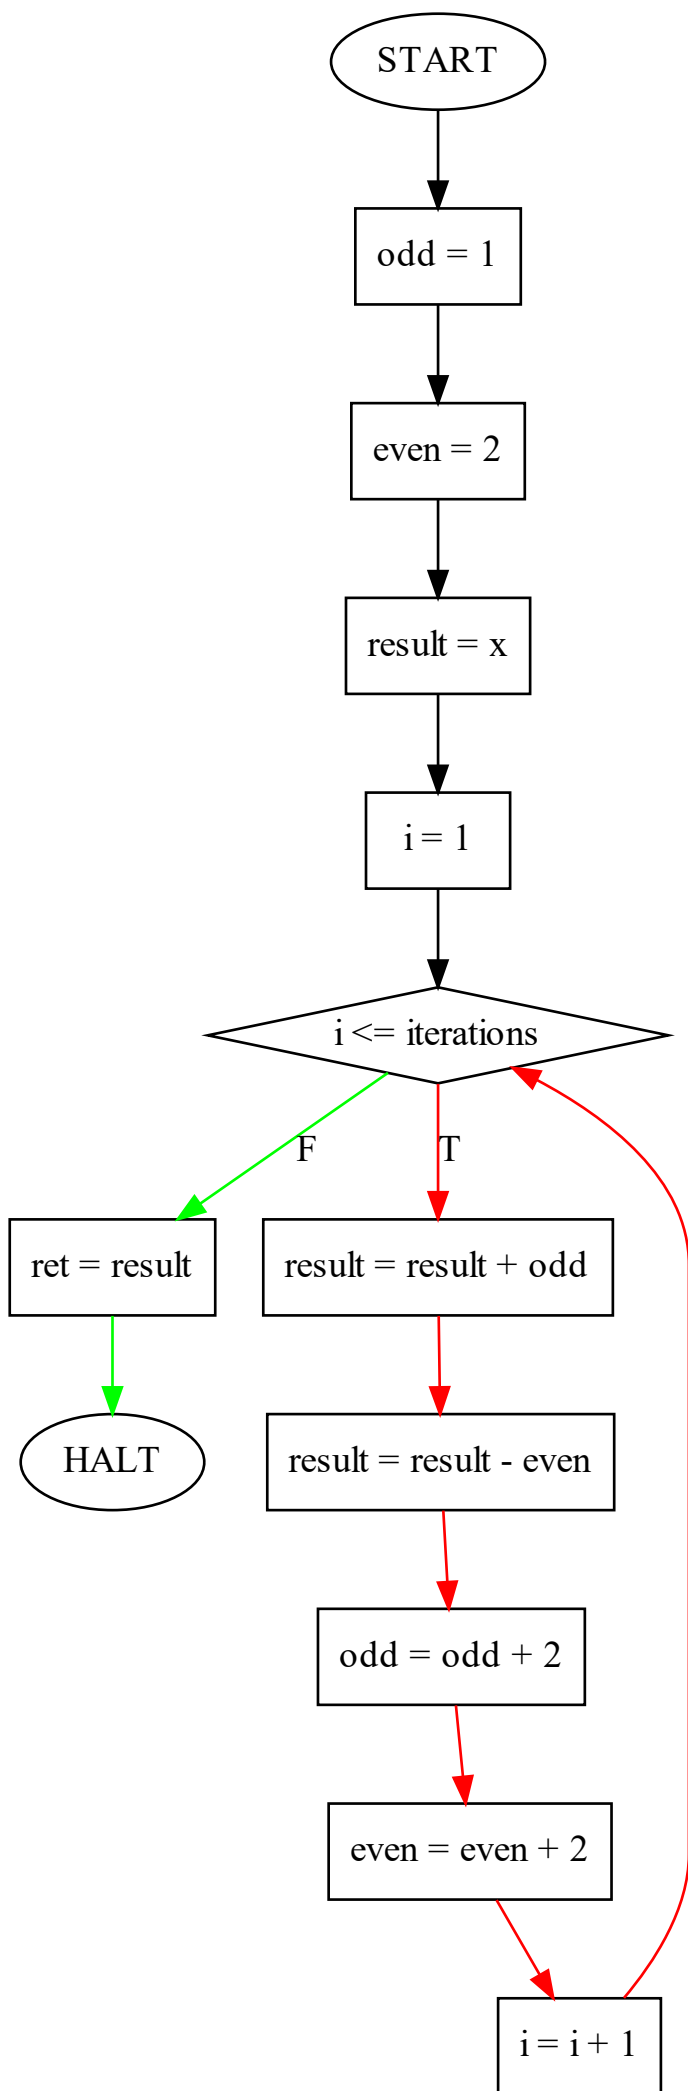 START
odd = 1
even = 2
result = x
i = 1
i <= iterations
F
T
ret = result
result = result + odd
HALT
result = result - even
odd = odd + 2
even = even + 2
i = i + 1